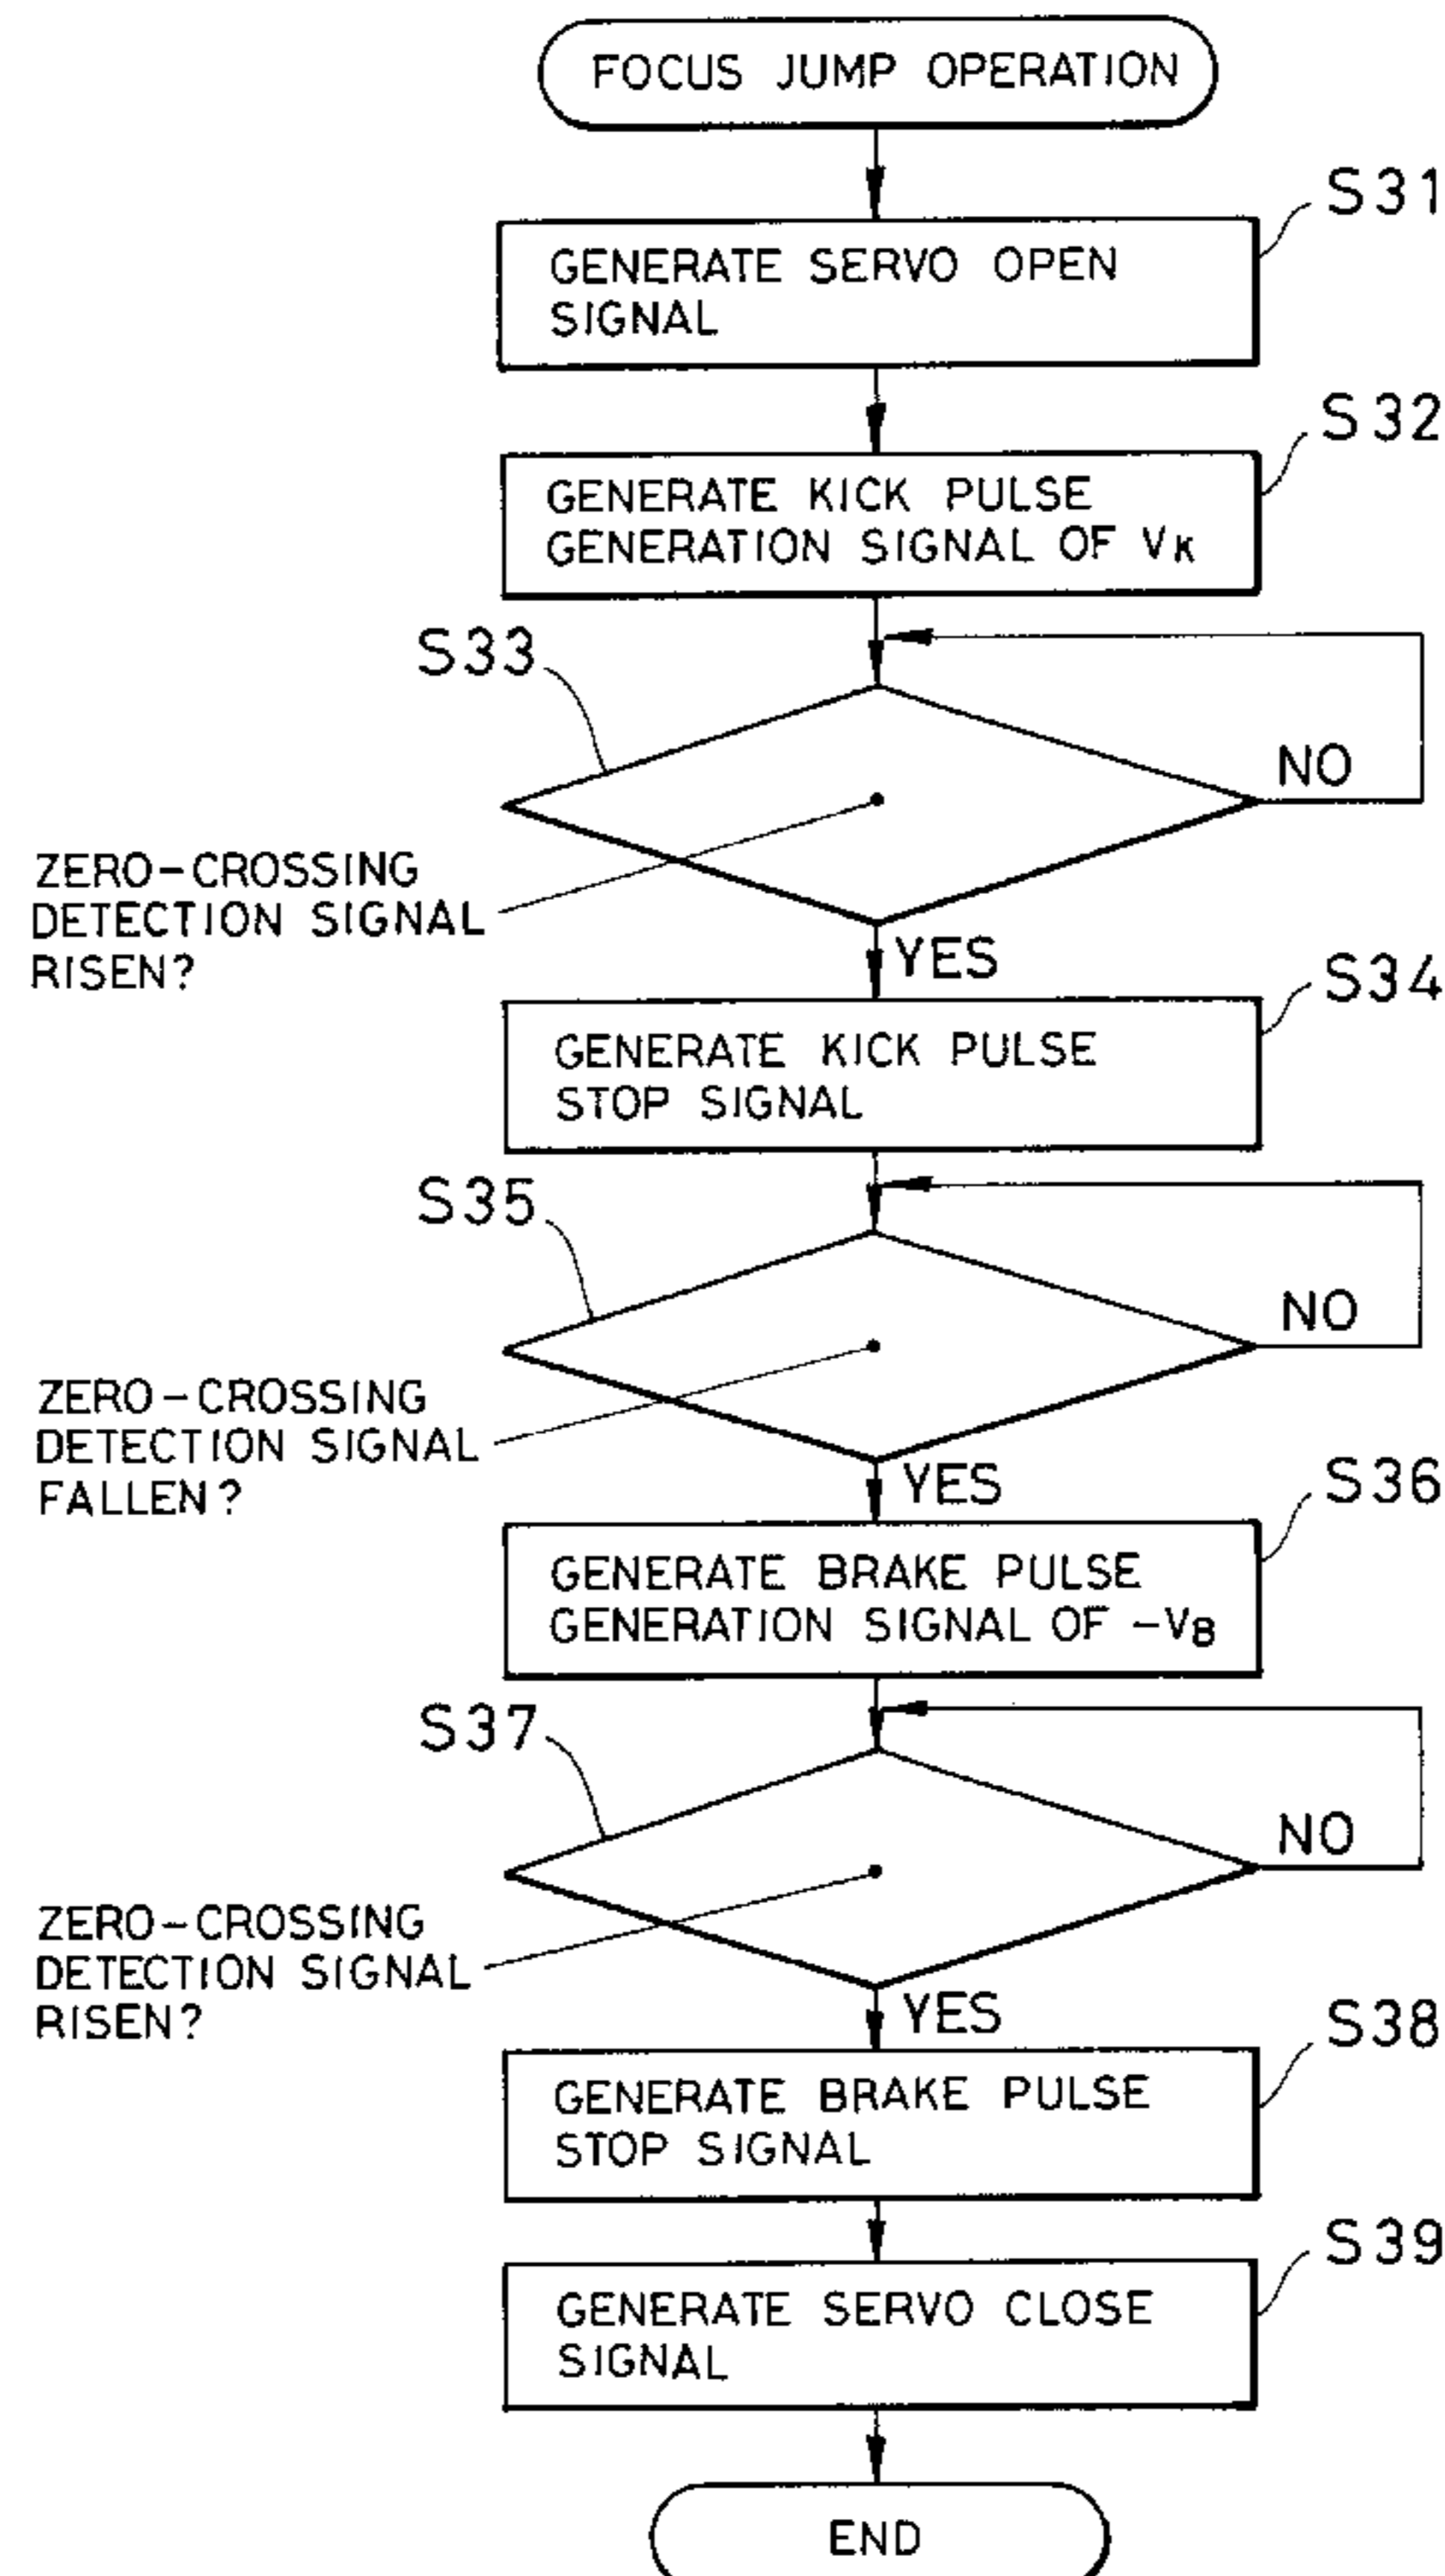 FOCUS JUMP OPERATION
S31
GENERATE SERVO OPEN
SIGNAL
S32
GENERATE KICK PULSE
GENERATION SIGNAL OF VK
S33
NO
ZERO-CROSSING
DETECTION SIGNAL
RISEN?
YES
S34
GENERATE KICK PULSE
STOP SIGNAL
S35
NO
ZERO-CROSSING
DETECTION SIGNAL
FALLEN?
YES
S36
GENERATE BRAKE PULSE
GENERATION SIGNAL OF -VB
S37
NO
ZERO-CROSSING
DETECTION SIGNAL
RISEN?
YES
S38
GENERATE BRAKE PULSE
STOP SIGNAL
S39
GENERATE SERVO CLOSE
SIGNAL
END